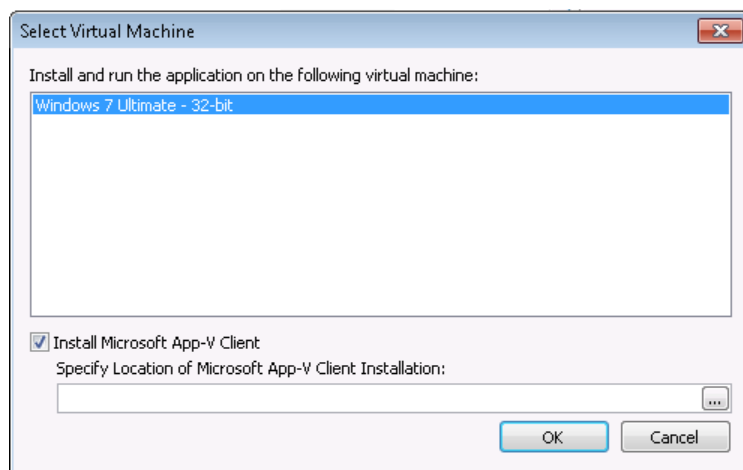 Select Virtual Machine
Install and run the application on the following virtual machine:
Windows 7 Ultimate - 32-bit
Install Microsoft App-V Client
Specify Location of Microsoft App-V Client Installation:
...
OK Cancel